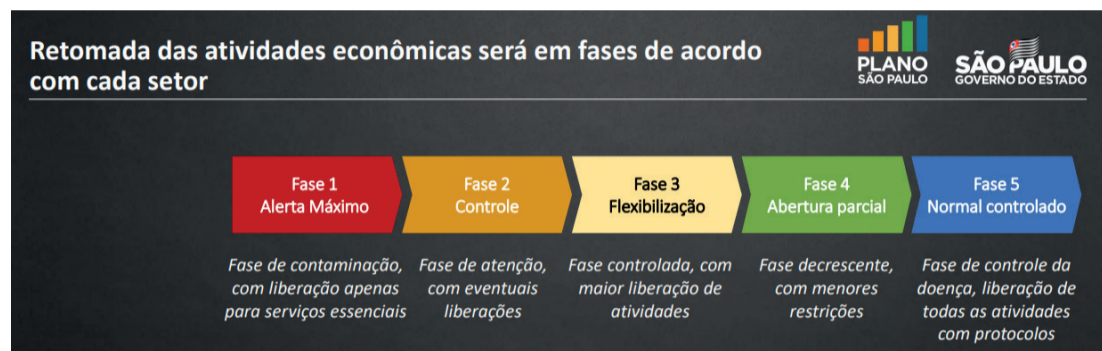 Retomada das atividades econômicas será em fases de acordo
com cada setor
PLANO
SÃO PAULO
SÃO PAULO
GOVERNO DO ESTADO
Fase 1
Alerta Máximo
Fase 2
Controle
Fase 3
Flexibilização
Fase 4
Abertura parcial
Fase 5
Normal controlado
Fase de contaminação,
com liberação apenas
para serviços essenciais
Fase de atenção,
com eventuais
liberações
Fase controlada, com
maior liberação de
atividades
Fase decrescente,
com menores
restrições
Fase de controle da
doença, liberação de
todas as atividades
com protocolos